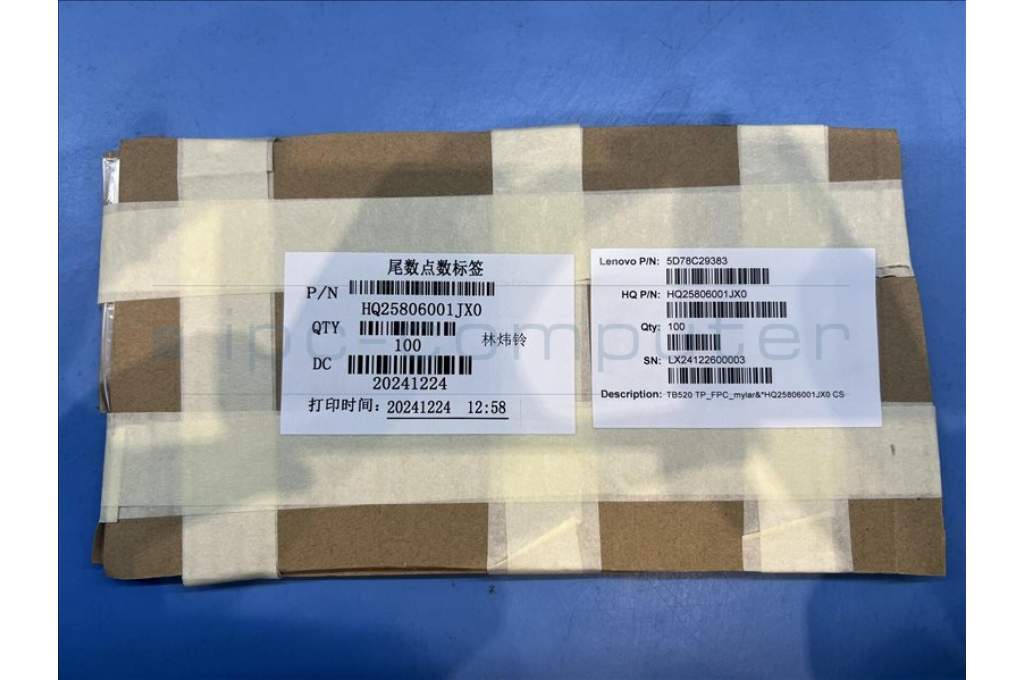 尾数点数标签
P/N
HQ25806001JX0
QTY
100
林炜铃
DC
20241224
打印时间: 20241224 12:58
Lenovo P/N: 5D78C29383
HQ P/N: HQ25806001JX0
Qty: 100
SN: LX24122600003
Description: TB520 TP_FPC_mylar&*HQ25806001JX0 CS
ipc-computer